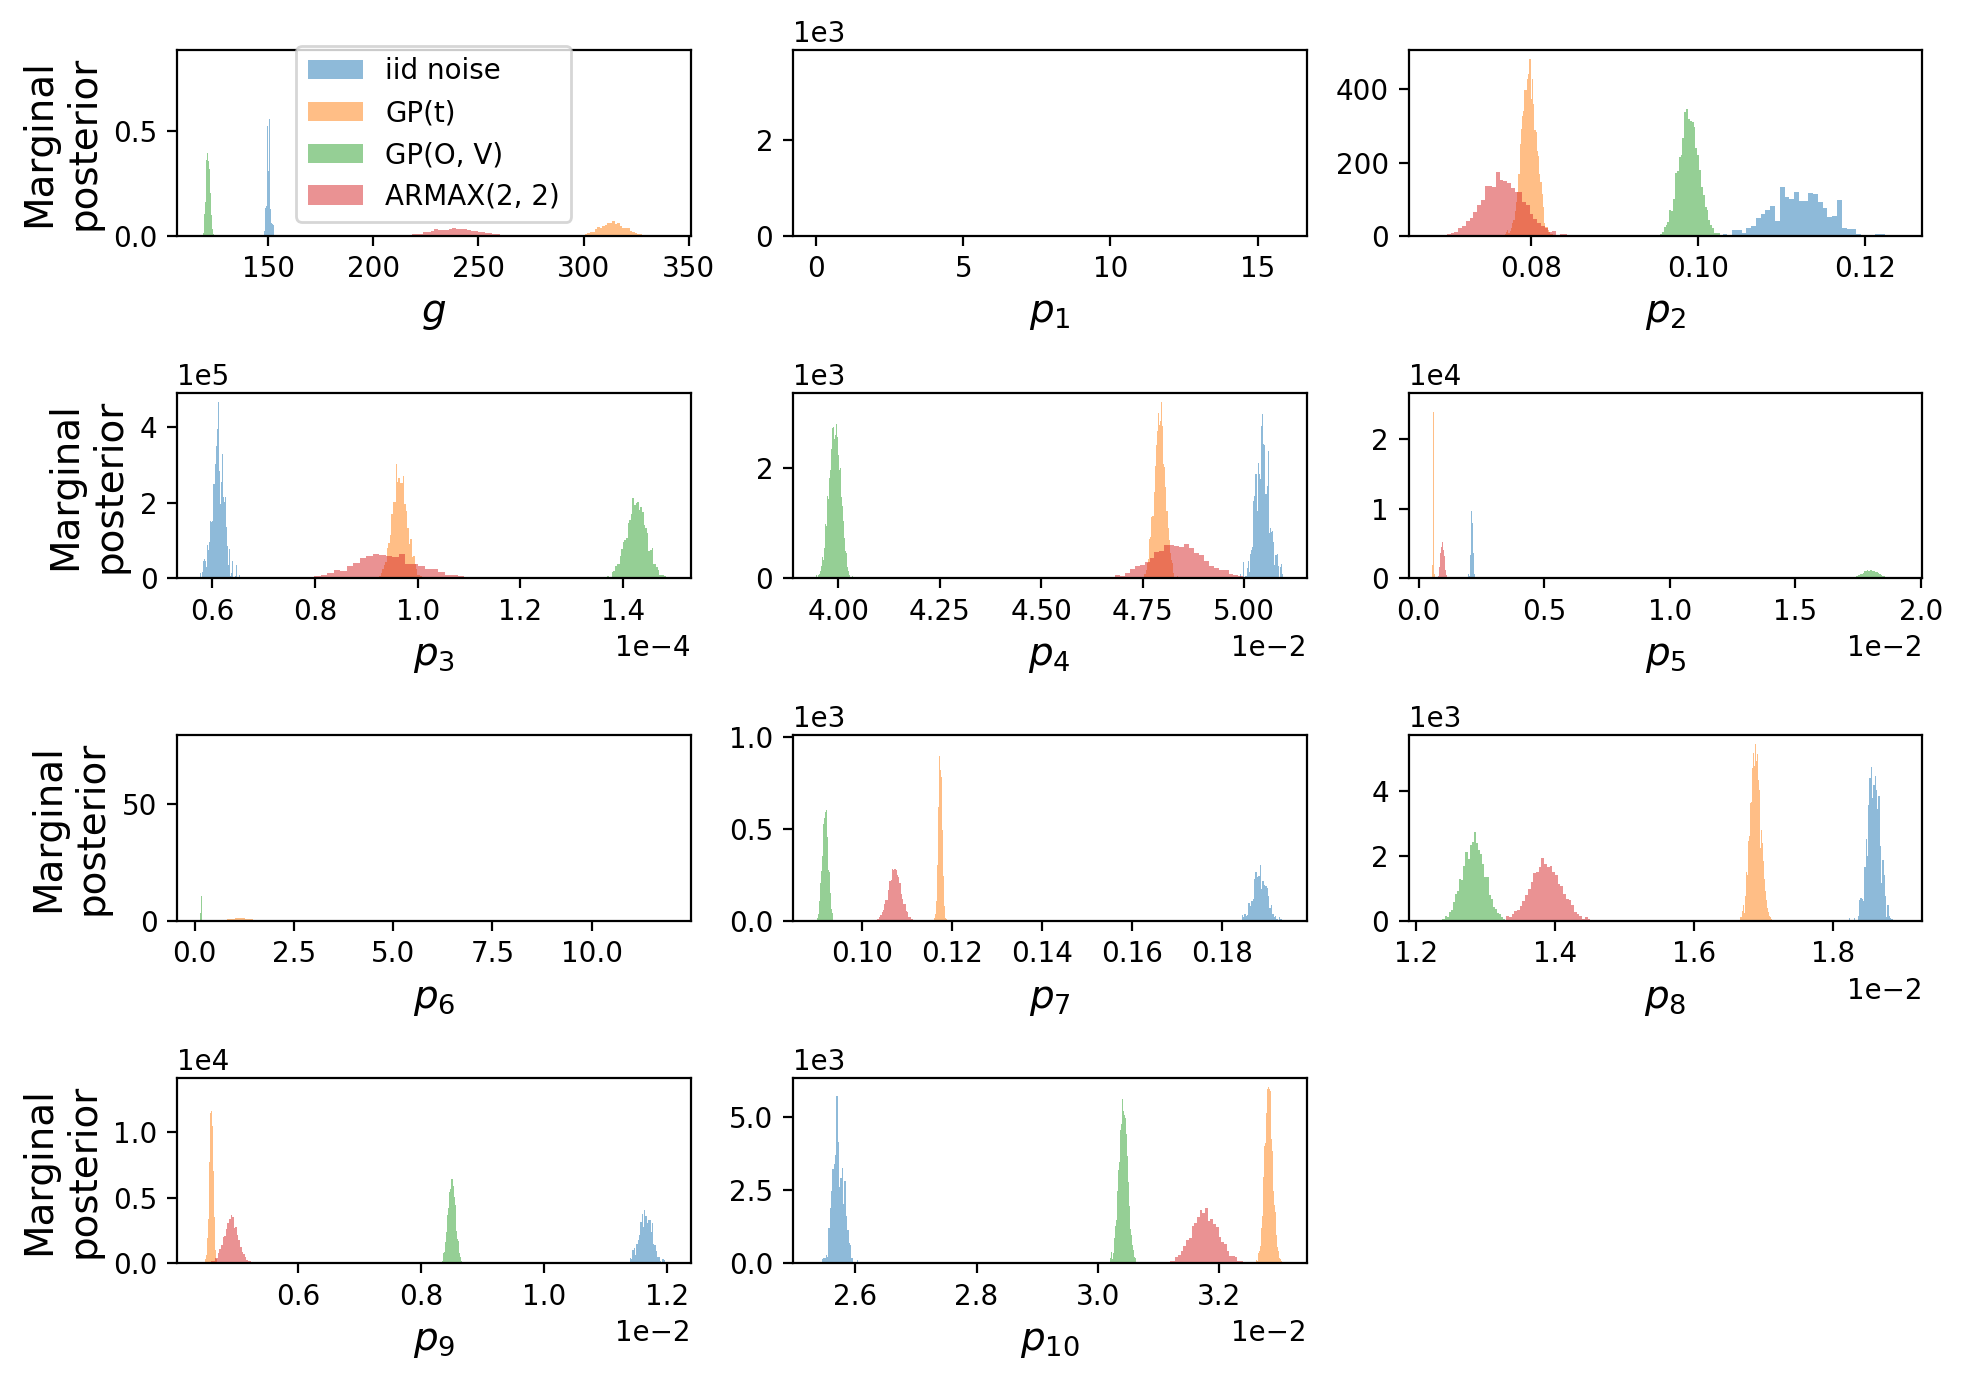 1e3
Marginal
posterior
0.5
0.0
iid noise
GP(t)
GP(O, V)
ARMAX(2, 2)
150 200 250 300 350
g
2
0
0 5 10 15
p1
400
200
0
0.08 0.10 0.12
p2
1e5
Marginal
posterior
4
2
0
0.6 0.8 1.0 1.2 1.4
1e−4
p3
1e3
2
0
4.00 4.25 4.50 4.75 5.00
1e−2
p4
1e4
2
1
0
0.0 0.5 1.0 1.5 2.0
1e−2
p5
Marginal
posterior
50
0
0.0 2.5 5.0 7.5 10.0
p6
1e3
1.0
0.5
0.0
0.10 0.12 0.14 0.16 0.18
p7
1e3
4
2
0
1.2 1.4 1.6 1.8
1e−2
p8
1e4
Marginal
posterior
1.0
0.5
0.0
0.6 0.8 1.0 1.2
1e−2
p9
1e3
5.0
2.5
0.0
2.6 2.8 3.0 3.2
1e−2
p10